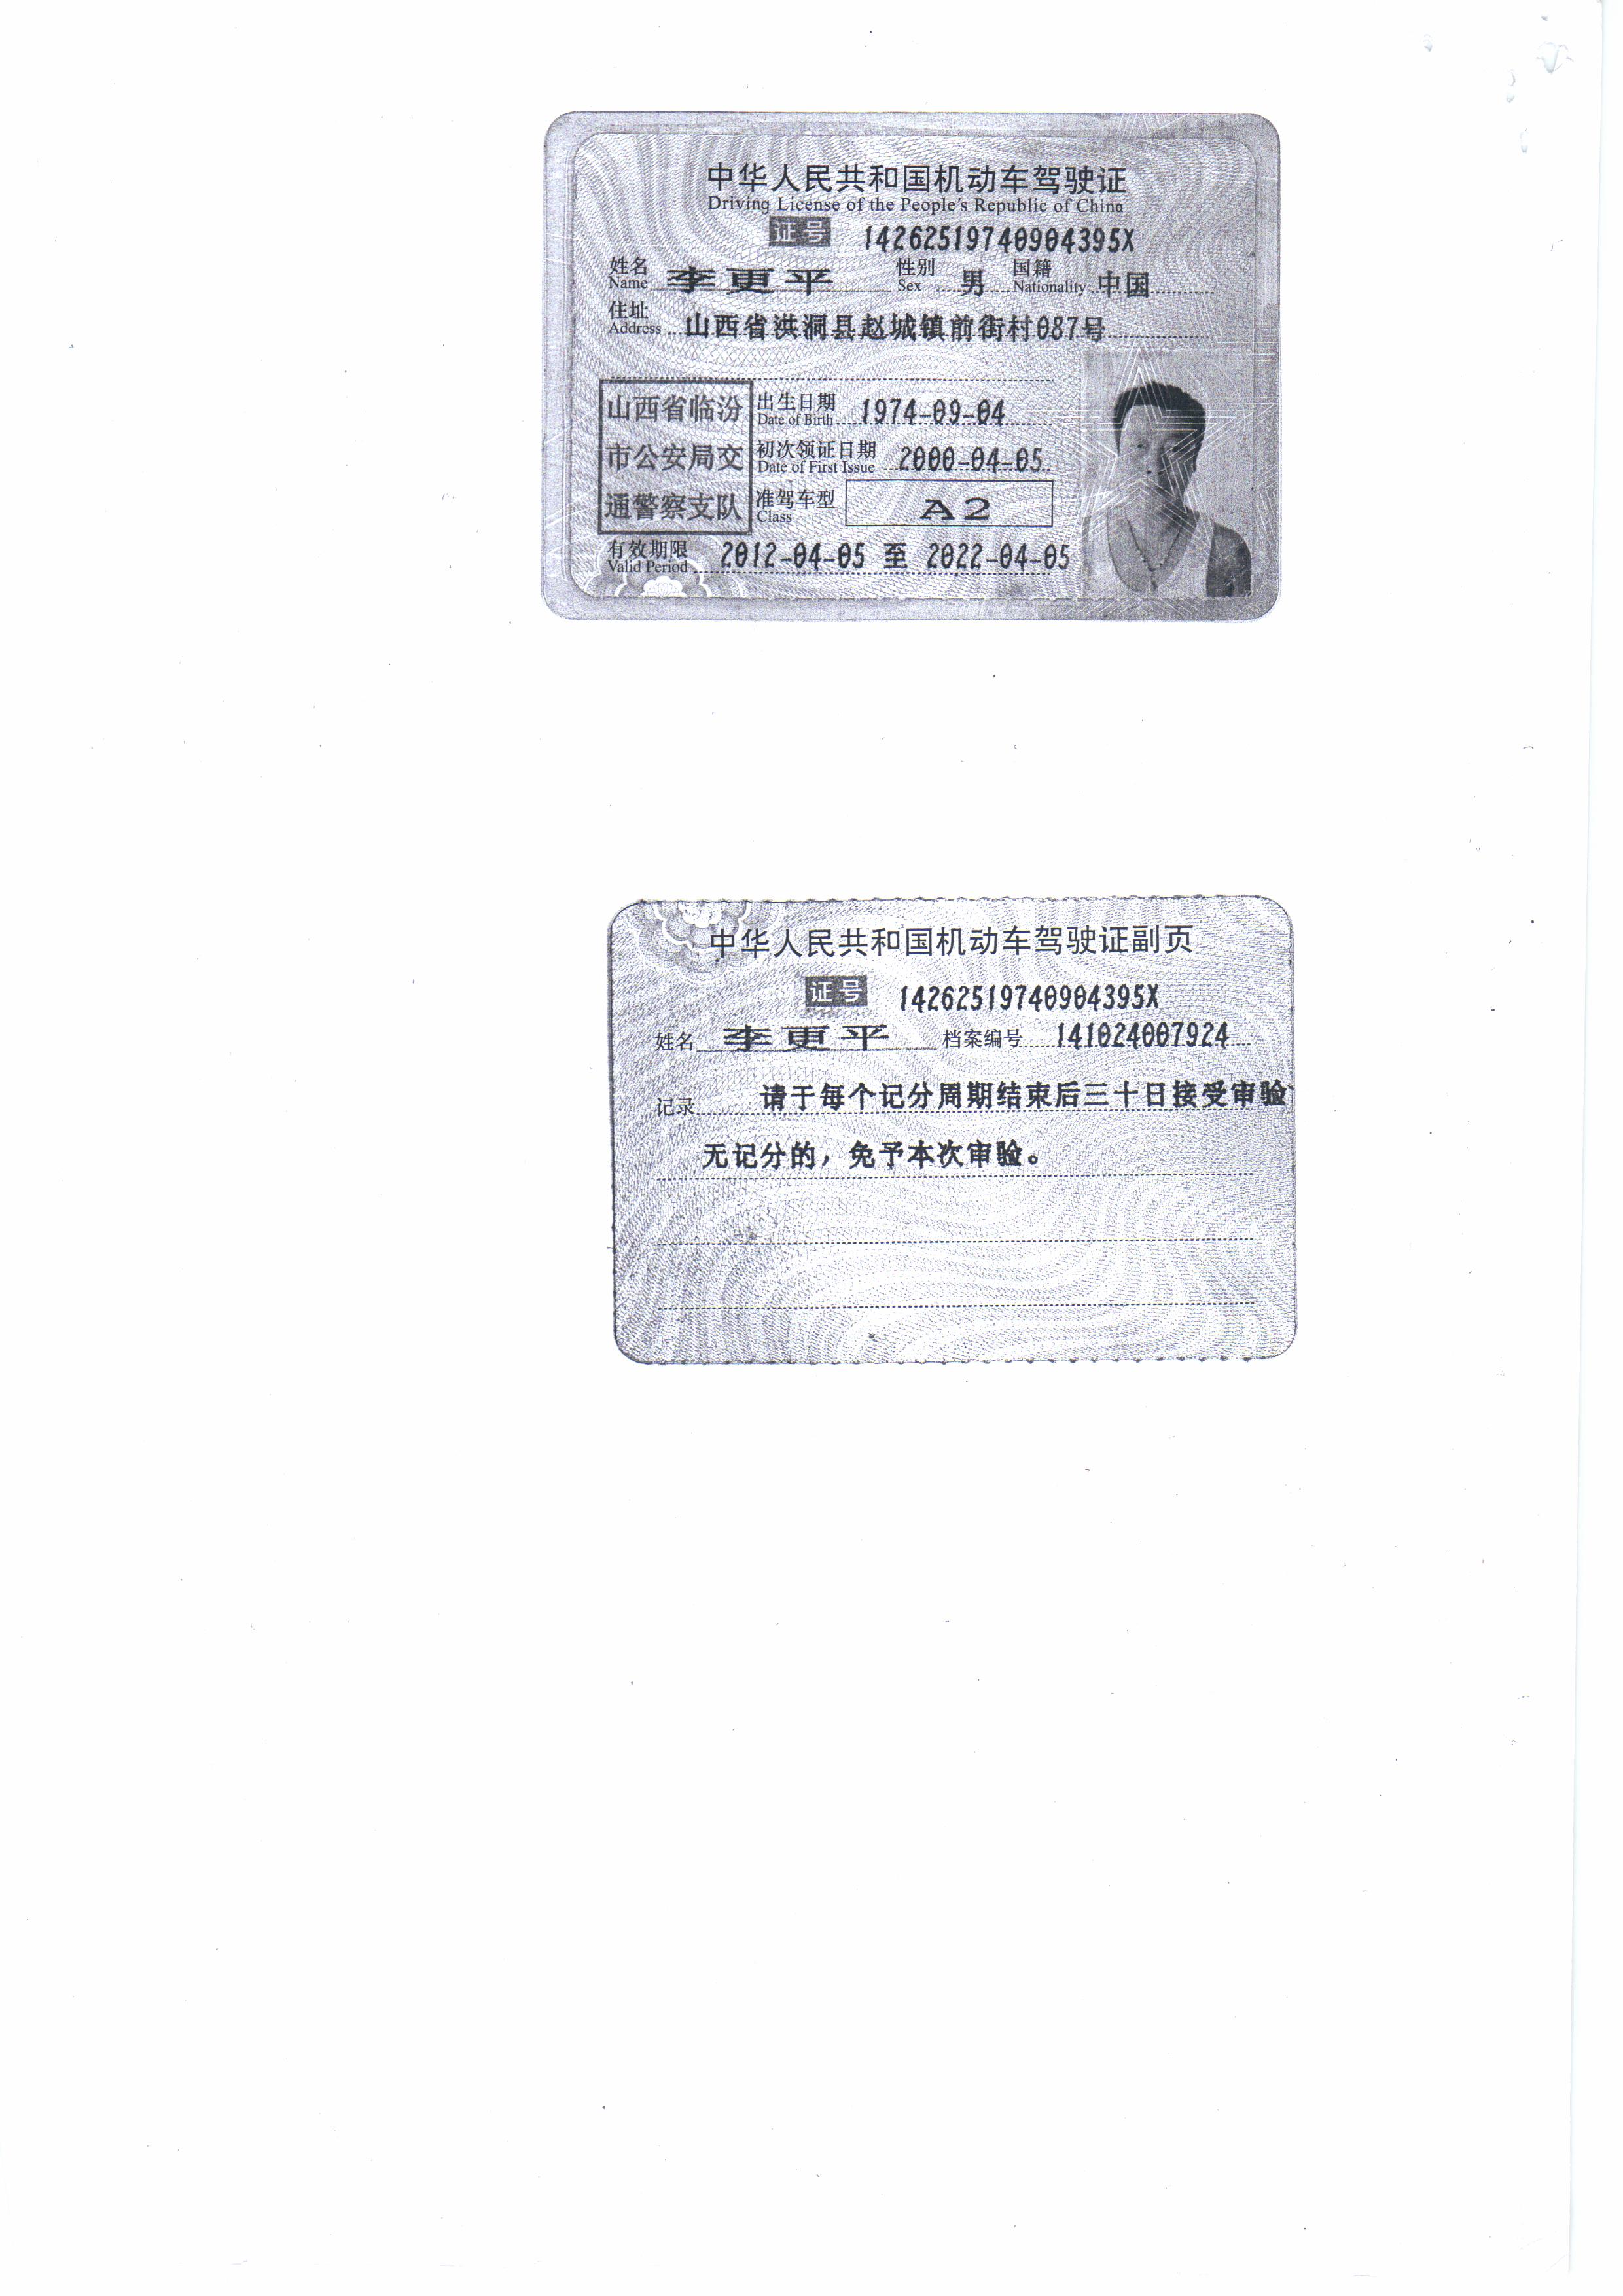 中华人民共和国机动车驾驶证
Driving License of the People's Republic of China
证号 14262519740904395X
姓名 李更平 性别 男 国籍 中国
Name Sex Nationality
住址 山西省洪洞县赵城镇前街村087号
Address
山西省临汾
市公安局交
通警察支队
出生日期 1974-09-04
Date of Birth
初次领证日期 2000-04-05
Date of First Issue
准驾车型 A2
Class
有效期限 2012-04-05 至 2022-04-05
Valid Period
中华人民共和国机动车驾驶证副页
证号 14262519740904395X
姓名 李更平 档案编号 141024007924
记录 请于每个记分周期结束后三十日接受审验
无记分的，免予本次审验。